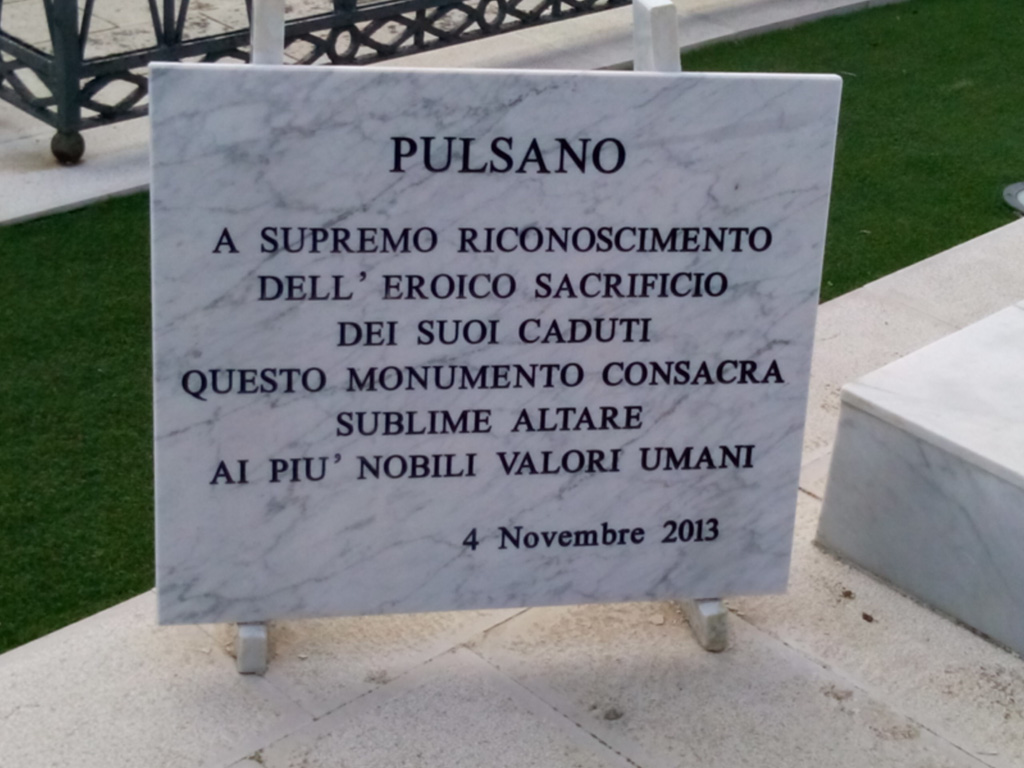 PULSANO
A SUPREMO RICONOSCIMENTO
DELL' EROICO SACRIFICIO
DEI SUOI CADUTI
QUESTO MONUMENTO CONSACRA
SUBLIME ALTARE
AI PIU' NOBILI VALORI UMANI
4 Novembre 2013